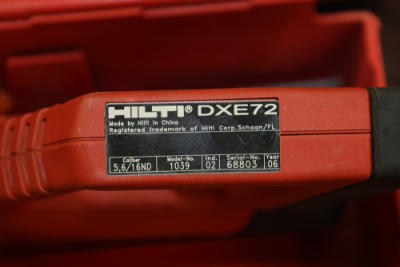 HILTI® DXE72
Made by Hilti in China
Registered trademark of Hilti Corp.Schaan/FL
Caliber Model-No. Ind. Serial-No. Year
5,6/16ND 1039 02 68803 06